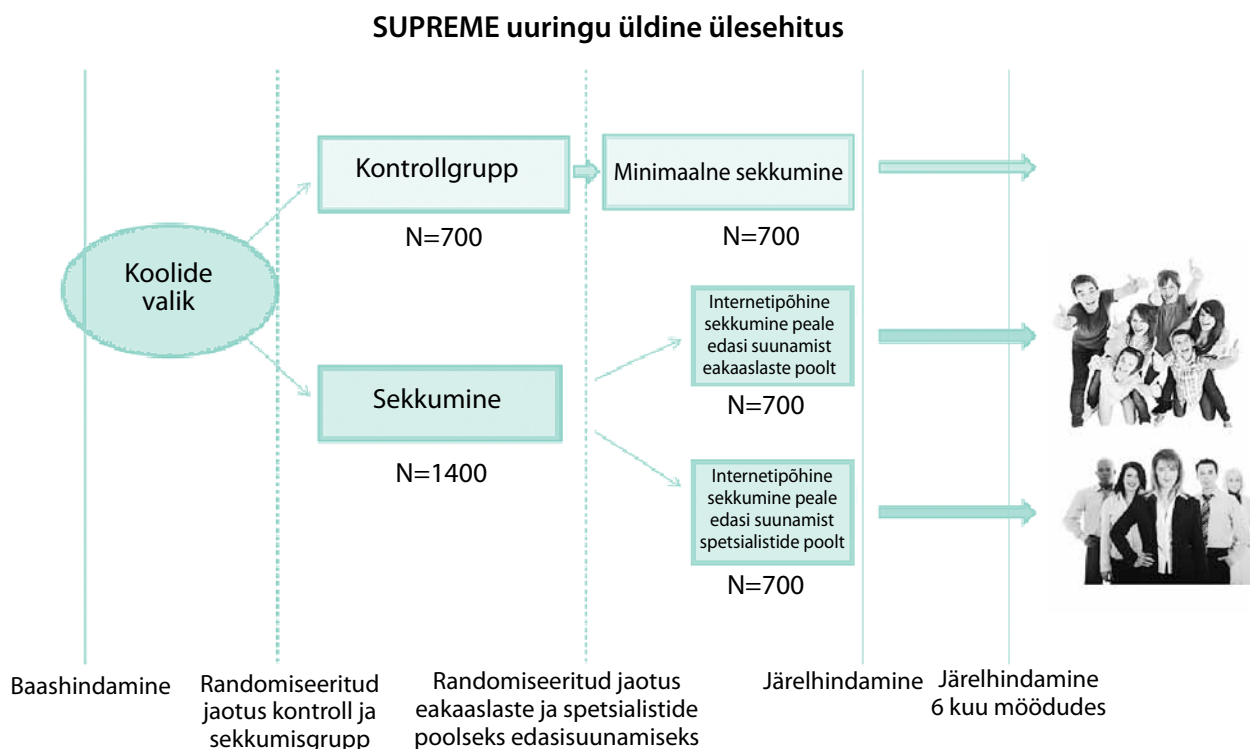 SUPREME uuringu üldine ülesehitus
Kontrollgrupp
N=700
Minimaalne sekkumine
N=700
Koolide
valik
Internetipõhine
sekkumine peale
edasi suunamist
eakaaslaste poolt
N=700
Sekkumine
N=1400
Internetipõhine
sekkumine peale
edasi suunamist
spetsialistide poolt
N=700
Baashindamine
Randomiseeritud
jaotus kontroll ja
sekkumisgrupp
Randomiseeritud jaotus
eakaaslaste ja spetsialistide
poolseks edasisuunamiseks
Järelhindamine
Järelhindamine
6 kuu möödudes